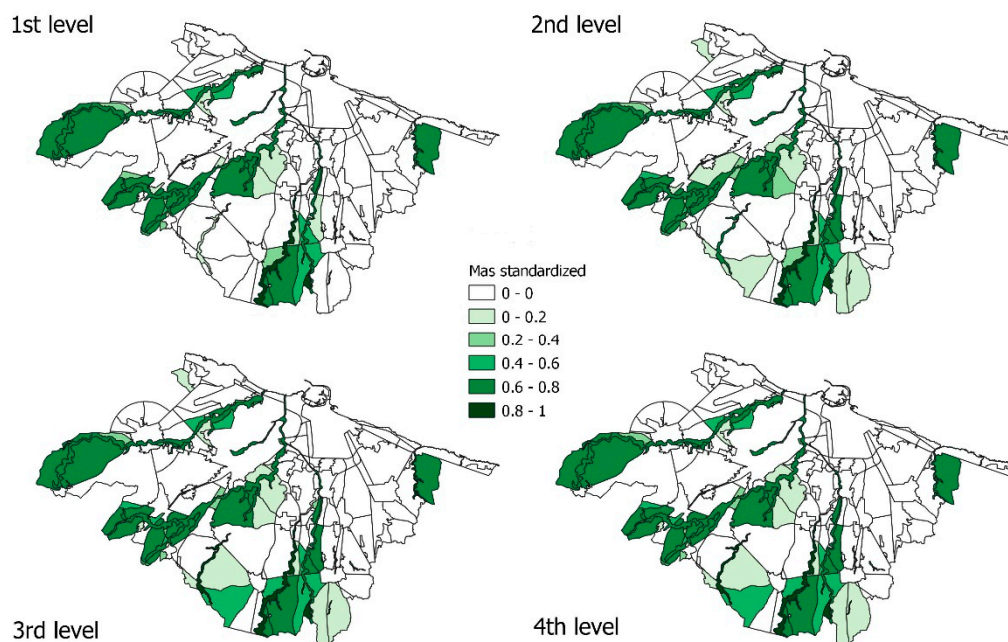 1st level
2nd level
Mas standardized
0 - 0
0 - 0.2
0.2 - 0.4
0.4 - 0.6
0.6 - 0.8
0.8 - 1
3rd level
4th level